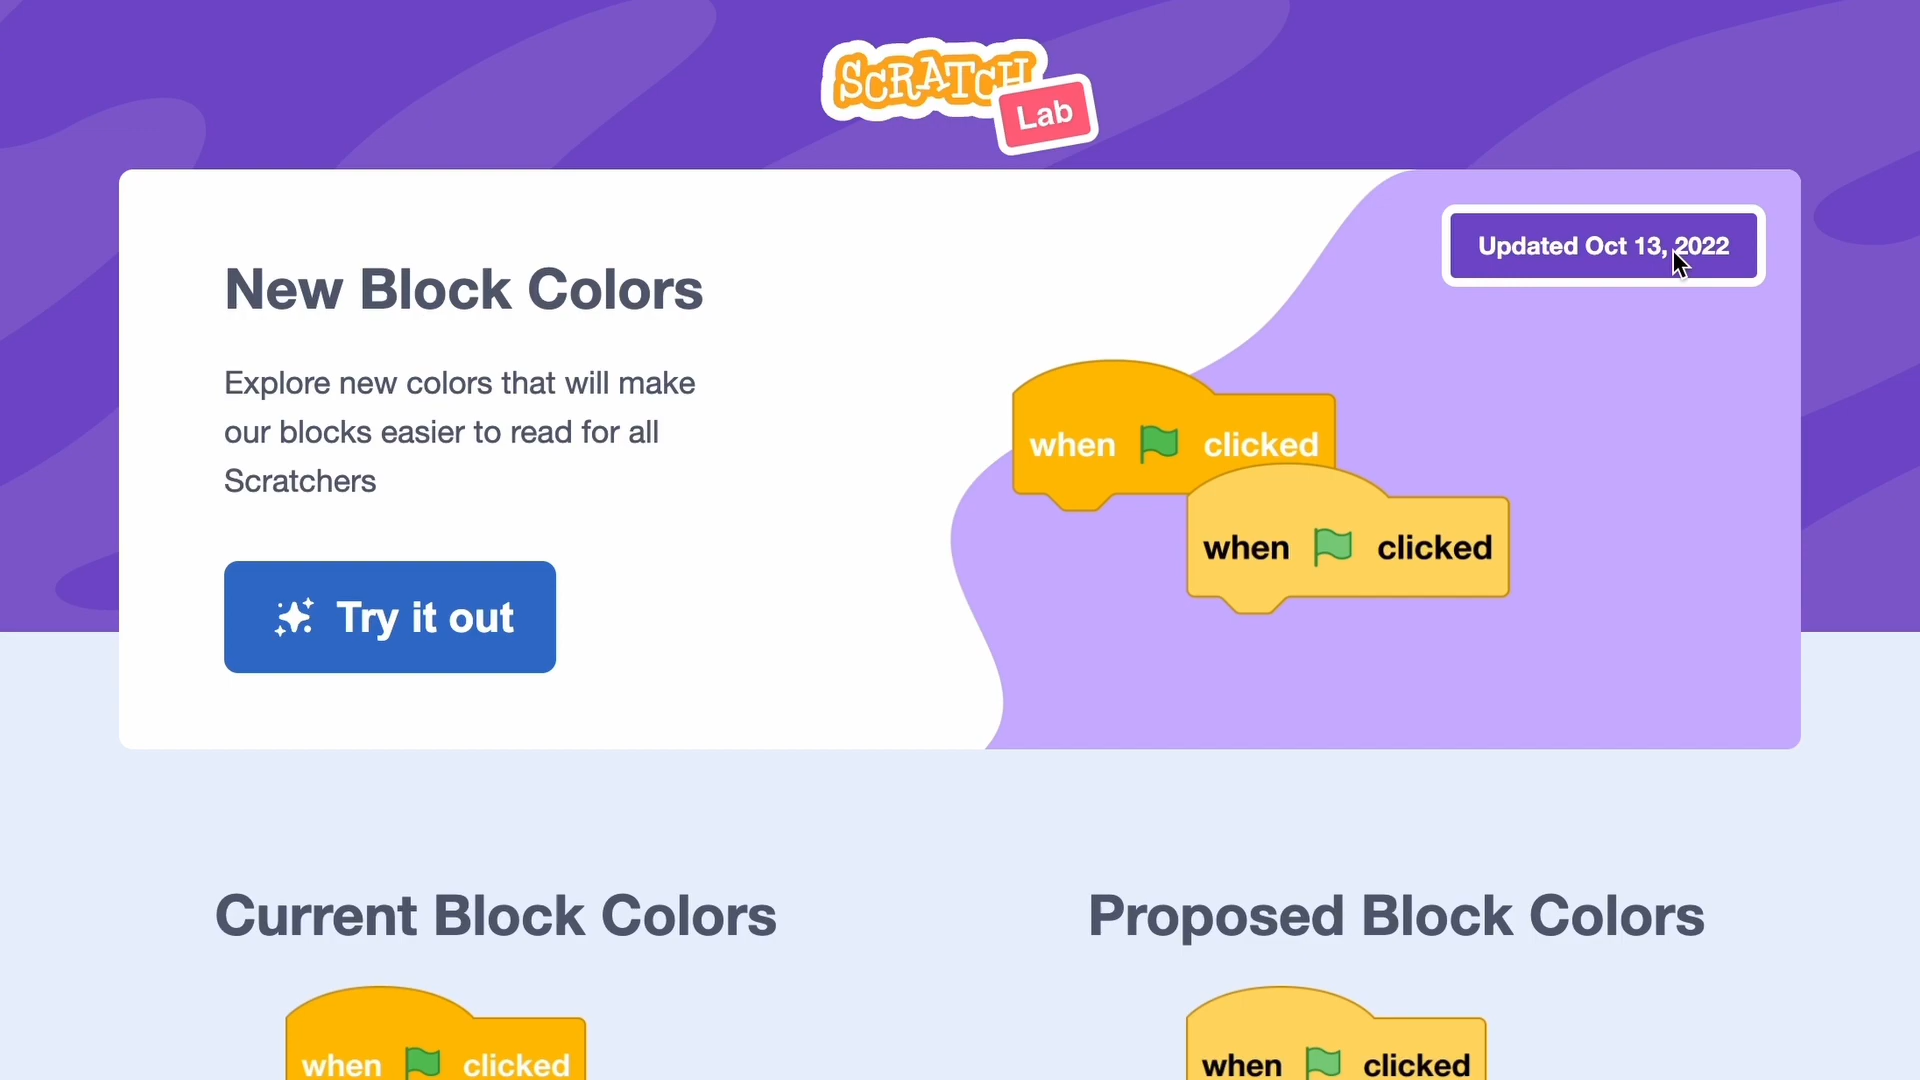 SCRATCH
Lab
Updated Oct 13, 2022
New Block Colors
Explore new colors that will make
our blocks easier to read for all
Scratchers
Try it out
when clicked
when clicked
Current Block Colors
Proposed Block Colors
when clicked
when clicked